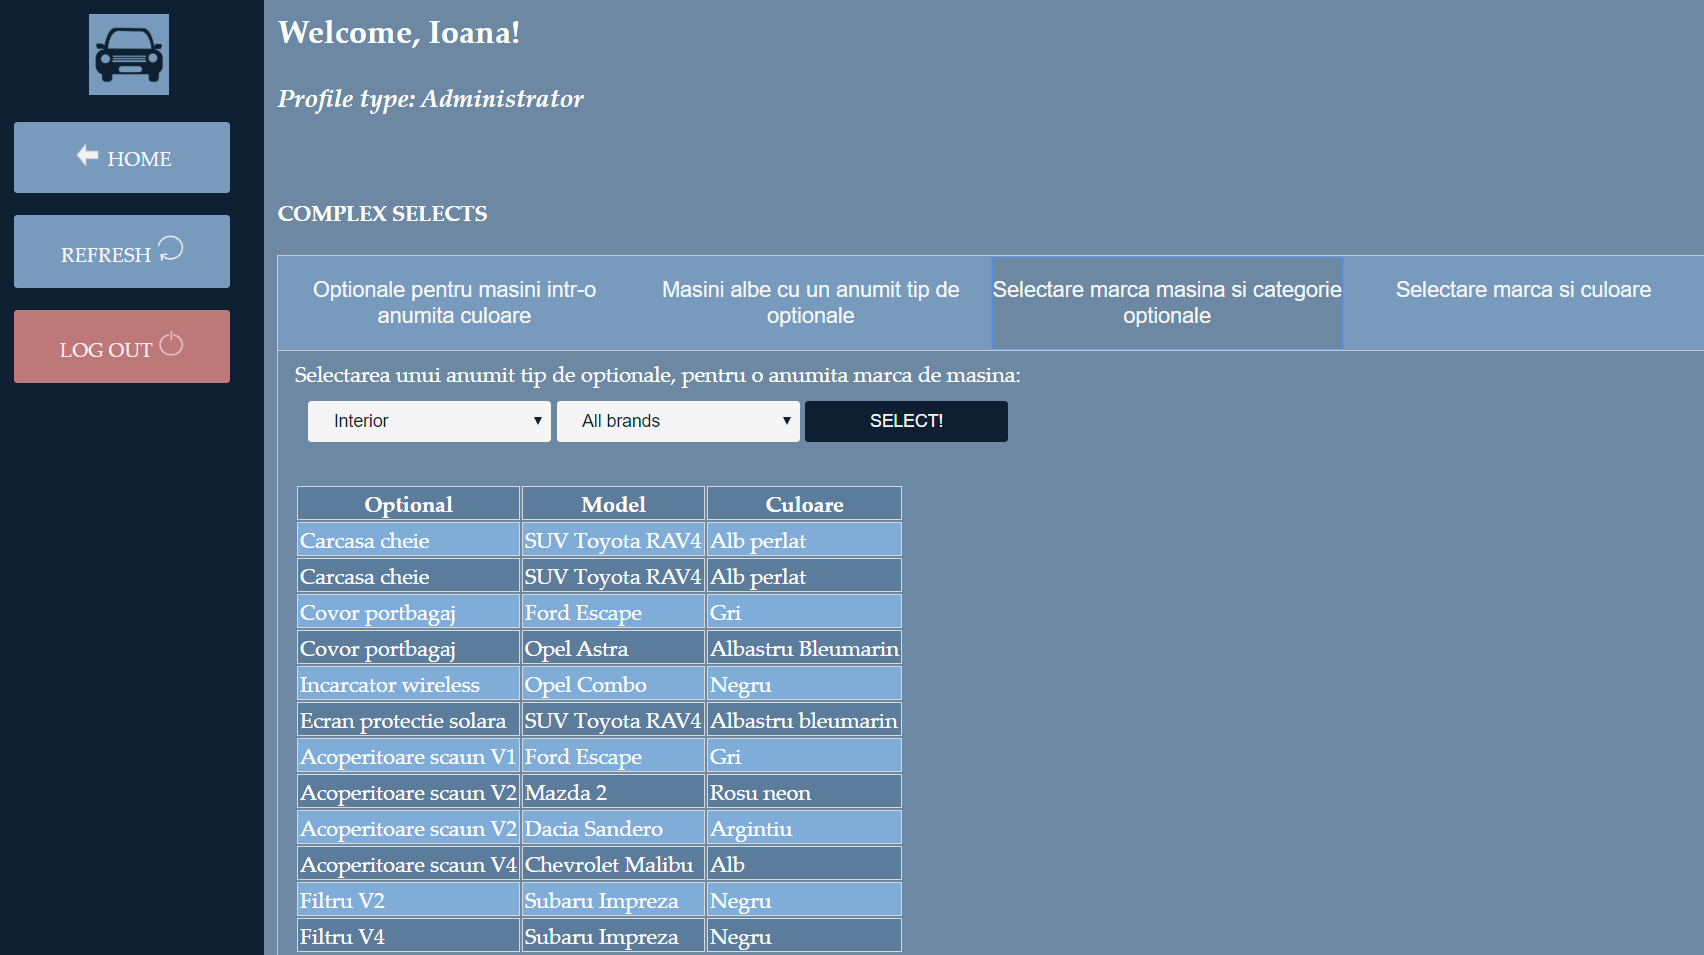 Welcome, Ioana!
Profile type: Administrator
HOME
REFRESH
LOG OUT
COMPLEX SELECTS
Optionale pentru masini intr-o
anumita culoare
Masini albe cu un anumit tip de
optionale
Selectare marca masina si categorie
optionale
Selectare marca si culoare
Selectarea unui anumit tip de optionale, pentru o anumita marca de masina:
Interior All brands SELECT!
Optional Model Culoare
Carcasa cheie SUV Toyota RAV4 Alb perlat
Carcasa cheie SUV Toyota RAV4 Alb perlat
Covor portbagaj Ford Escape Gri
Covor portbagaj Opel Astra Albastru Bleumarin
Incarcator wireless Opel Combo Negru
Ecran protectie solara SUV Toyota RAV4 Albastru bleumarin
Acoperitoare scaun V1 Ford Escape Gri
Acoperitoare scaun V2 Mazda 2 Rosu neon
Acoperitoare scaun V2 Dacia Sandero Argintiu
Acoperitoare scaun V4 Chevrolet Malibu Alb
Filtru V2 Subaru Impreza Negru
Filtru V4 Subaru Impreza Negru